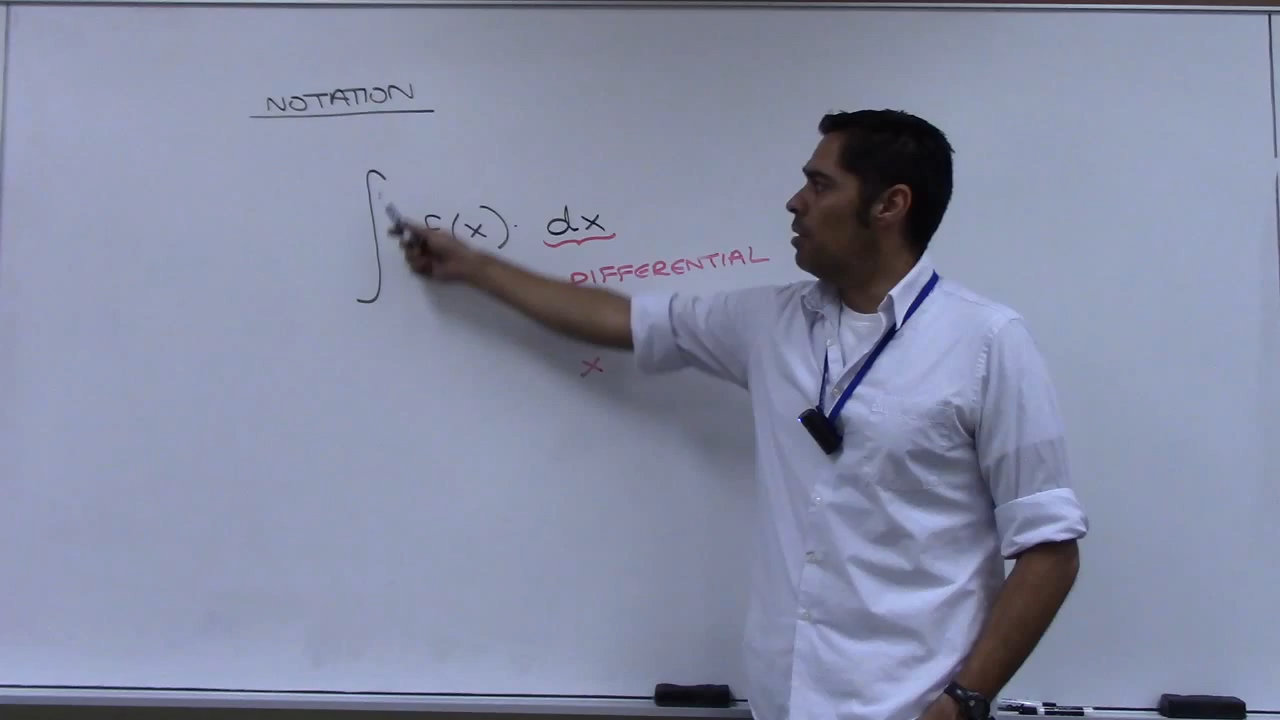 NOTATION
∫ f(x) · dx
DIFFERENTIAL
x